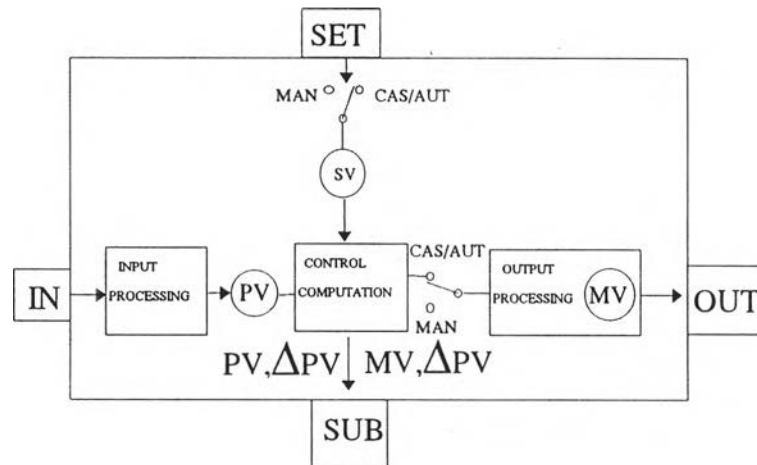 SET
MAN
CAS/AUT
SV
CAS/AUT
INPUT
PROCESSING
PV
CONTROL
COMPUTATION
OUTPUT
PROCESSING
MV
IN
OUT
MAN
PV,ΔPV
MV,ΔPV
SUB